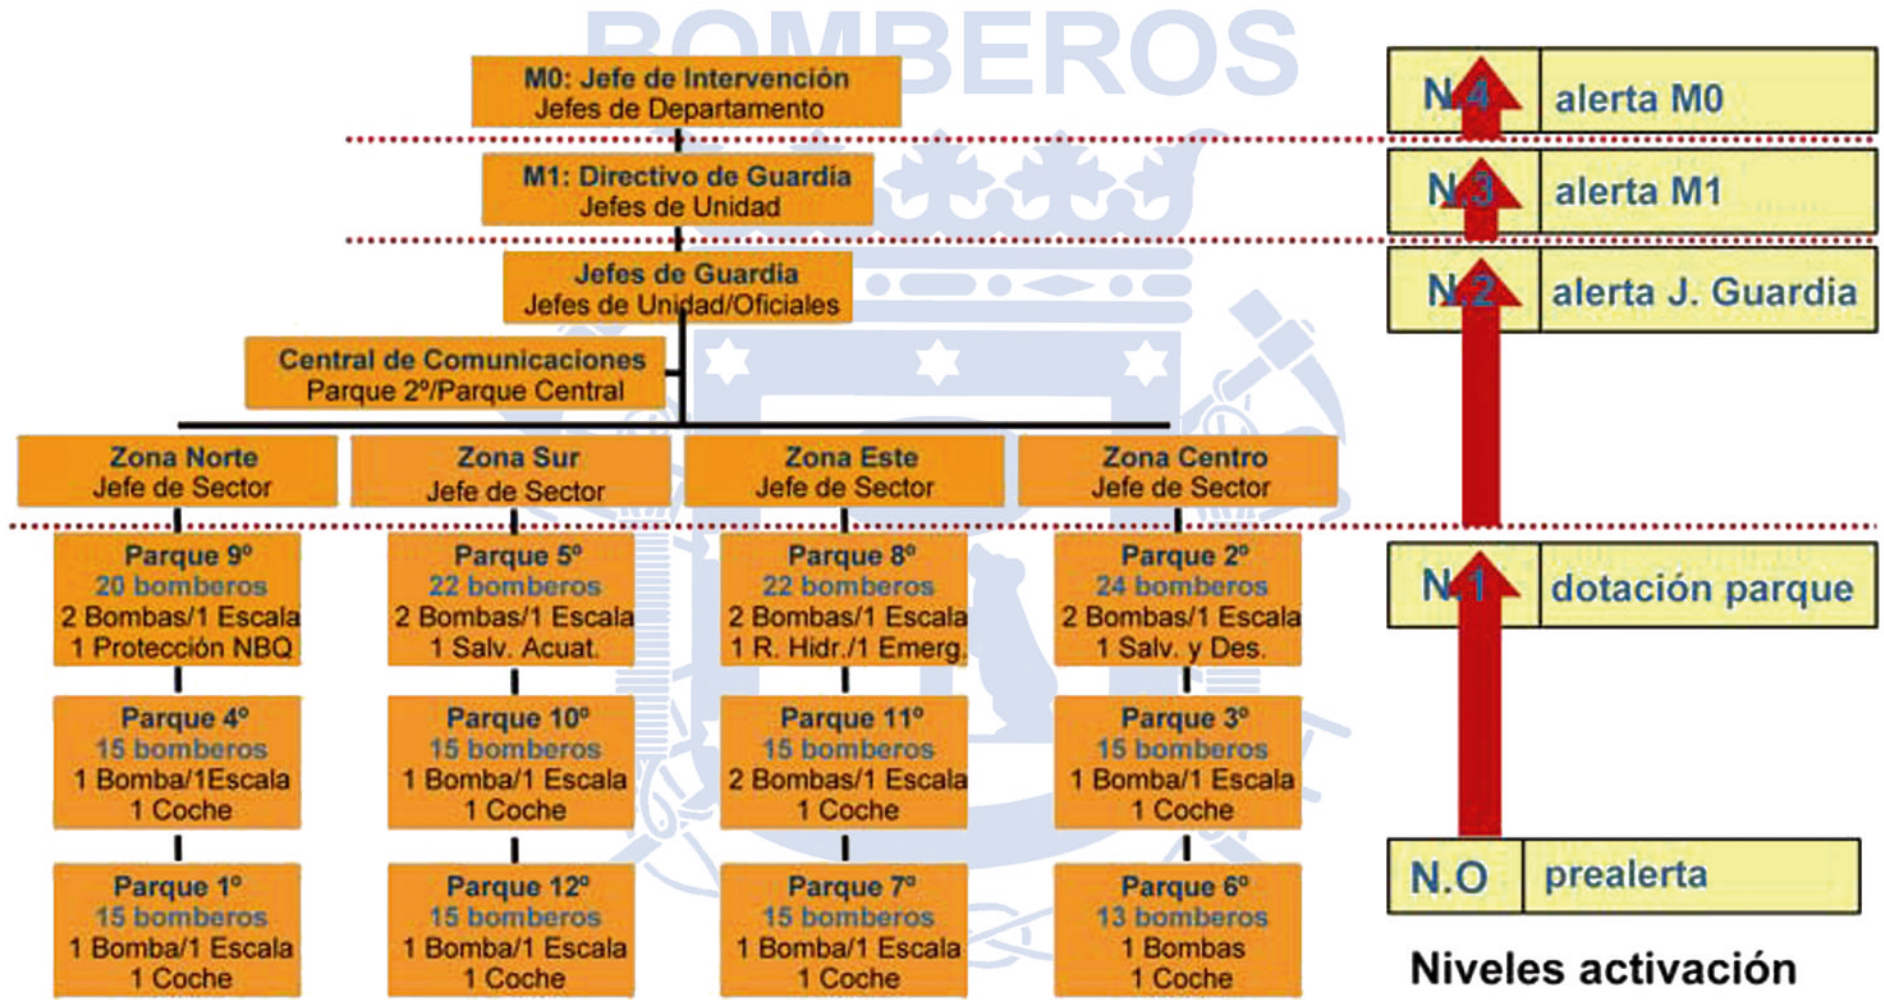 BOMBEROS
M0: Jefe de Intervención
Jefes de Departamento
M1: Directivo de Guardia
Jefes de Unidad
Jefes de Guardia
Jefes de Unidad/Oficiales
Central de Comunicaciones
Parque 2º/Parque Central
Zona Norte
Jefe de Sector
Parque 9º
20 bomberos
2 Bombas/1 Escala
1 Protección NBQ
Parque 4º
15 bomberos
1 Bomba/1Escala
1 Coche
Parque 1º
15 bomberos
1 Bomba/1 Escala
1 Coche
Zona Sur
Jefe de Sector
Parque 5º
22 bomberos
2 Bombas/1 Escala
1 Salv. Acuat.
Parque 10º
15 bomberos
1 Bomba/1 Escala
1 Coche
Parque 12º
15 bomberos
1 Bomba/1 Escala
1 Coche
Zona Este
Jefe de Sector
Parque 8º
22 bomberos
2 Bombas/1 Escala
1 R. Hidr./1 Emerg.
Parque 11º
15 bomberos
2 Bombas/1 Escala
1 Coche
Parque 7º
15 bomberos
1 Bomba/1 Escala
1 Coche
Zona Centro
Jefe de Sector
Parque 2º
24 bomberos
2 Bombas/1 Escala
1 Salv. y Des.
Parque 3º
15 bomberos
1 Bomba/1 Escala
1 Coche
Parque 6º
13 bomberos
1 Bombas
1 Coche
N.4 alerta M0
N.3 alerta M1
N.2 alerta J. Guardia
N.1 dotación parque
N.O prealerta
Niveles activación